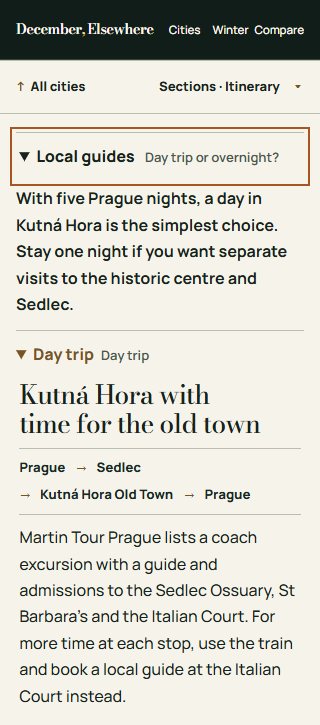 December, Elsewhere Cities Winter Compare
↑ All cities Sections · Itinerary
Local guides Day trip or overnight?
With five Prague nights, a day in
Kutná Hora is the simplest choice.
Stay one night if you want separate
visits to the historic centre and
Sedlec.
Day trip Day trip
Kutná Hora with
time for the old town
Prague → Sedlec
→ Kutná Hora Old Town → Prague
Martin Tour Prague lists a coach
excursion with a guide and
admissions to the Sedlec Ossuary, St
Barbara's and the Italian Court. For
more time at each stop, use the train
and book a local guide at the Italian
Court instead.